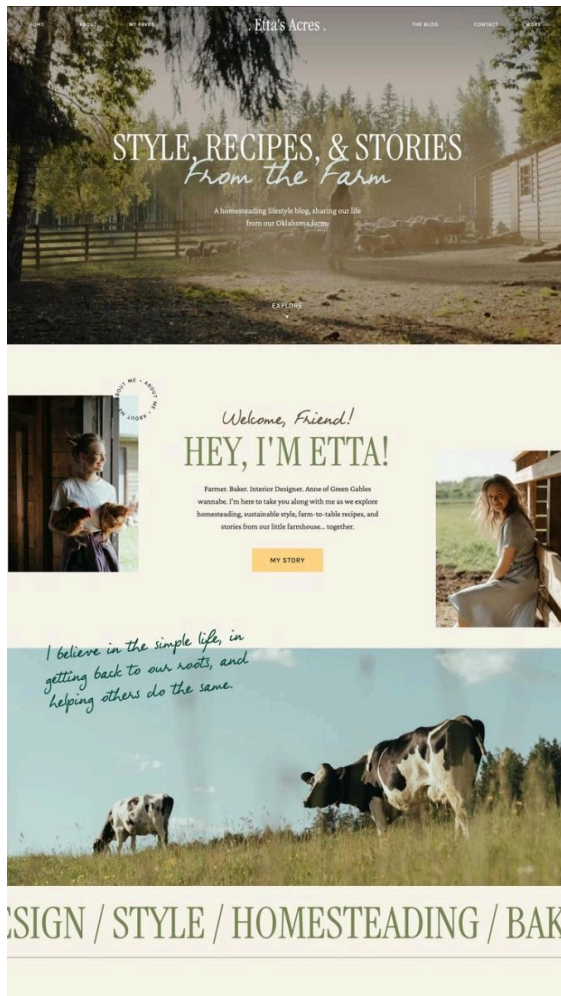 HOME
ABOUT
MY FAVES
. Etta's Acres .
THE BLOG
CONTACT
MORE
STYLE, RECIPES, & STORIES
From the Farm
A homesteading lifestyle blog, sharing our life
from our Oklahoma farm.
EXPLORE
ABOUT ME • ABOUT ME • ABOUT ME •
Welcome, Friend!
HEY, I'M ETTA!
Farmer. Baker. Interior Designer. Anne of Green Gables
wannabe. I'm here to take you along with me as we explore
homesteading, sustainable style, farm-to-table recipes, and
stories from our little farmhouse... together.
MY STORY
I believe in the simple life, in
getting back to our roots, and
helping others do the same.
ESIGN / STYLE / HOMESTEADING / BAK